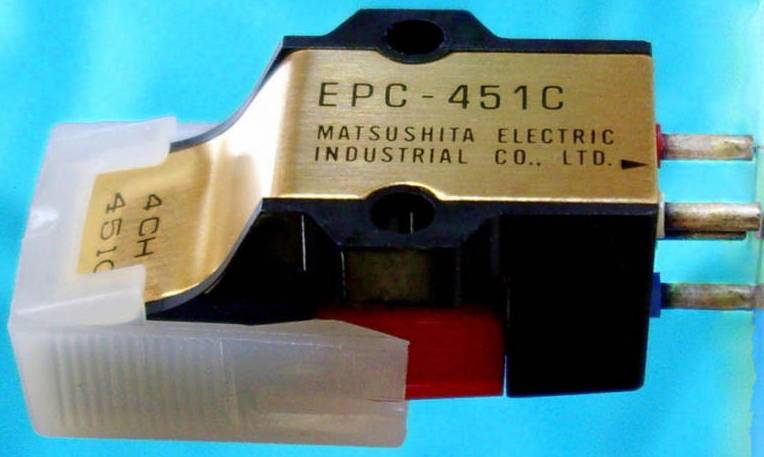 EPC-451C
MATSUSHITA ELECTRIC
INDUSTRIAL CO., LTD.
4CH
451C